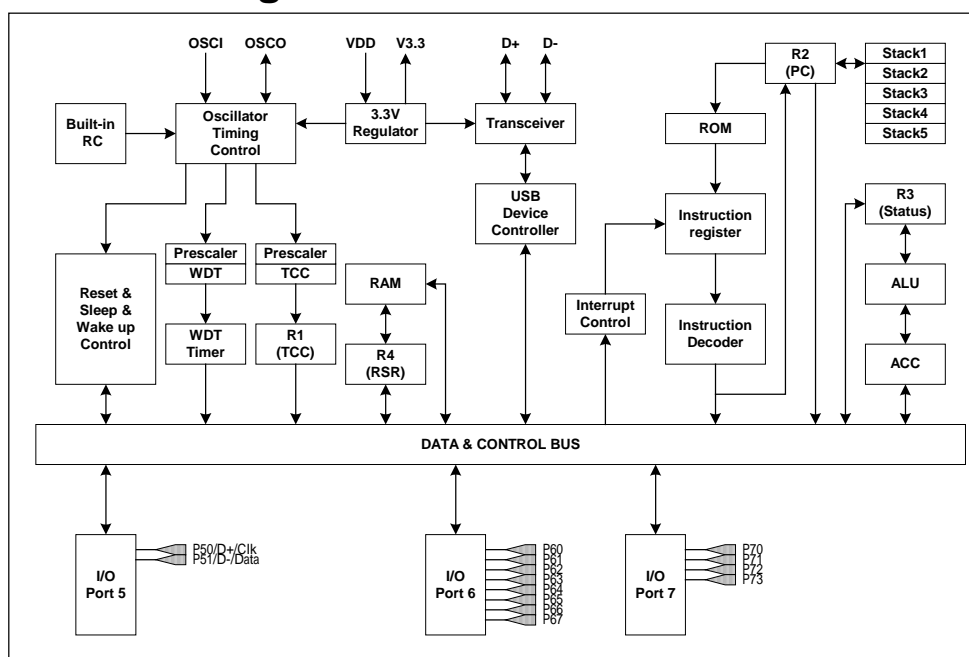 OSCI
OSCO
VDD
V3.3
D+
D-
R2
(PC)
Stack1
Stack2
Stack3
Stack4
Stack5
Built-in
RC
Oscillator
Timing
Control
3.3V
Regulator
Transceiver
ROM
USB
Device
Controller
Instruction
register
R3
(Status)
Prescaler
WDT
Prescaler
TCC
Reset &
Sleep &
Wake up
Control
RAM
Interrupt
Control
ALU
WDT
Timer
R1
(TCC)
R4
(RSR)
Instruction
Decoder
ACC
DATA & CONTROL BUS
I/O
Port 5
P50/D+/Clk
P51/D-/Data
I/O
Port 6
P60
P61
P62
P63
P64
P65
P66
P67
I/O
Port 7
P70
P71
P72
P73